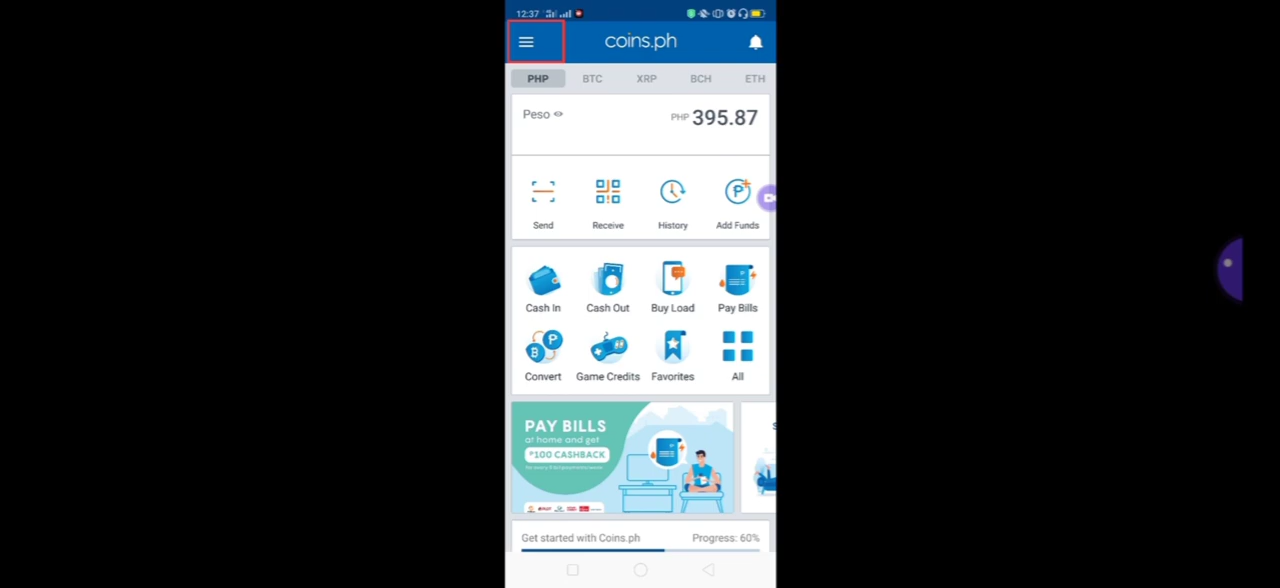 12:37
coins.ph
PHP BTC XRP BCH ETH
Peso PHP 395.87
Send Receive History Add Funds
Cash In Cash Out Buy Load Pay Bills
Convert Game Credits Favorites All
PAY BILLS
at home and get
₱100 CASHBACK
Get started with Coins.ph Progress: 60%